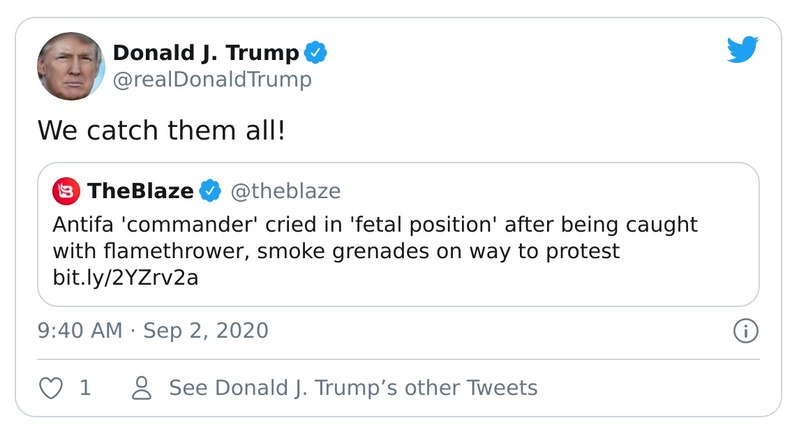 Donald J. Trump
@realDonaldTrump
We catch them all!
TheBlaze @theblaze
Antifa 'commander' cried in 'fetal position' after being caught
with flamethrower, smoke grenades on way to protest
bit.ly/2YZrv2a
9:40 AM · Sep 2, 2020
1 See Donald J. Trump’s other Tweets